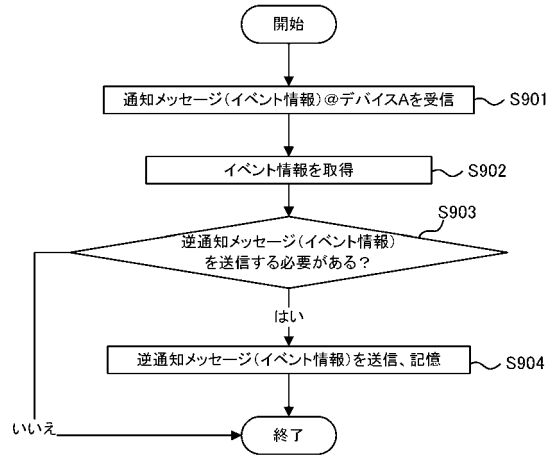 開始
通知メッセージ(イベント情報)@デバイスAを受信
S901
イベント情報を取得
S902
S903
逆通知メッセージ(イベント情報)
を送信する必要がある?
はい
逆通知メッセージ(イベント情報)を送信、記憶
S904
いいえ
終了